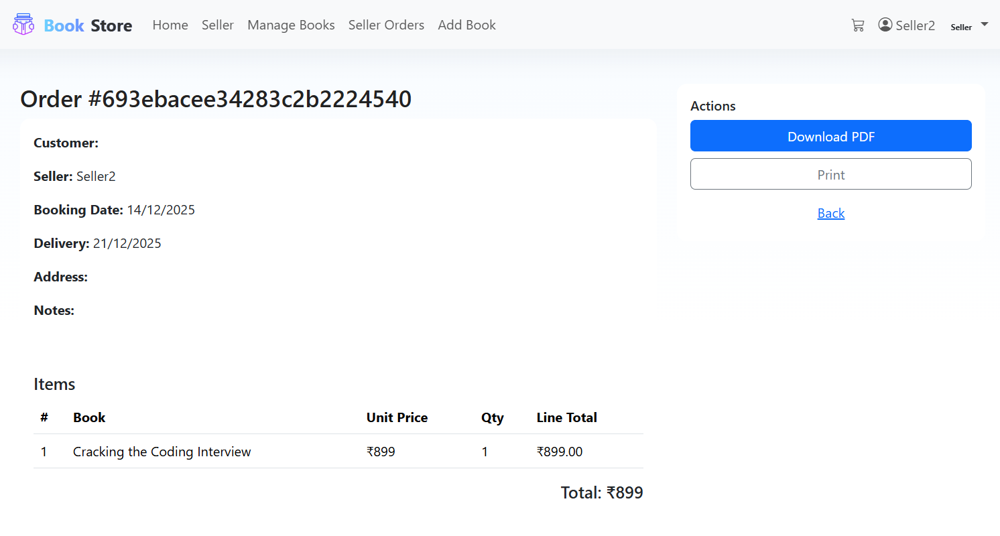 Book Store Home Seller Manage Books Seller Orders Add Book Seller2 Seller
Order #693ebacee34283c2b2224540
Customer:
Seller: Seller2
Booking Date: 14/12/2025
Delivery: 21/12/2025
Address:
Notes:
Items
# Book Unit Price Qty Line Total
1 Cracking the Coding Interview ₹899 1 ₹899.00
Total: ₹899
Actions
Download PDF
Print
Back